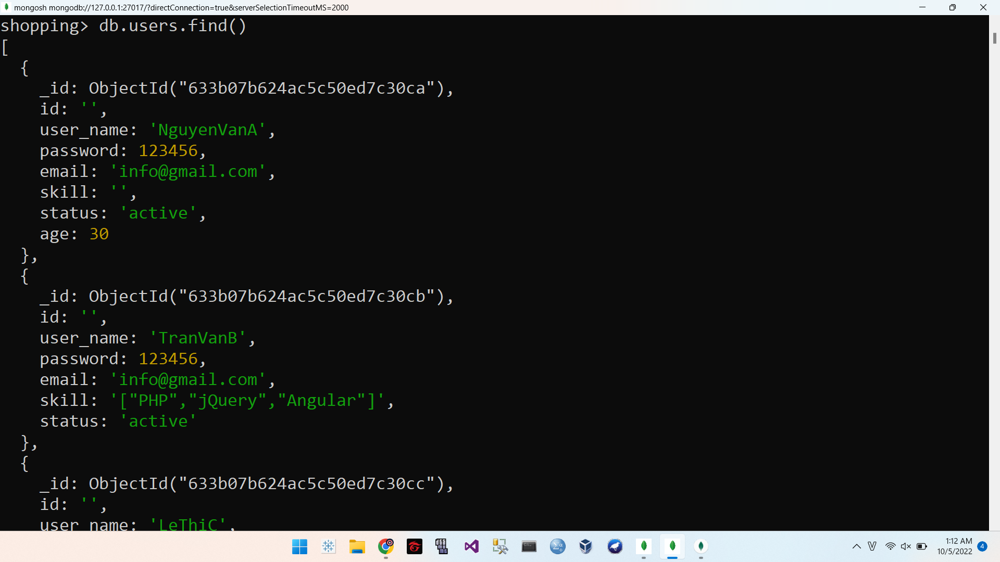 mongosh mongodb://127.0.0.1:27017/?directConnection=true&serverSelectionTimeoutMS=2000
shopping> db.users.find()
[
  {
    _id: ObjectId("633b07b624ac5c50ed7c30ca"),
    id: '',
    user_name: 'NguyenVanA',
    password: 123456,
    email: 'info@gmail.com',
    skill: '',
    status: 'active',
    age: 30
  },
  {
    _id: ObjectId("633b07b624ac5c50ed7c30cb"),
    id: '',
    user_name: 'TranVanB',
    password: 123456,
    email: 'info@gmail.com',
    skill: '["PHP","jQuery","Angular"]',
    status: 'active'
  },
  {
    _id: ObjectId("633b07b624ac5c50ed7c30cc"),
    id: '',
    user_name: 'LeThiC',
V
1:12 AM
10/5/2022
4